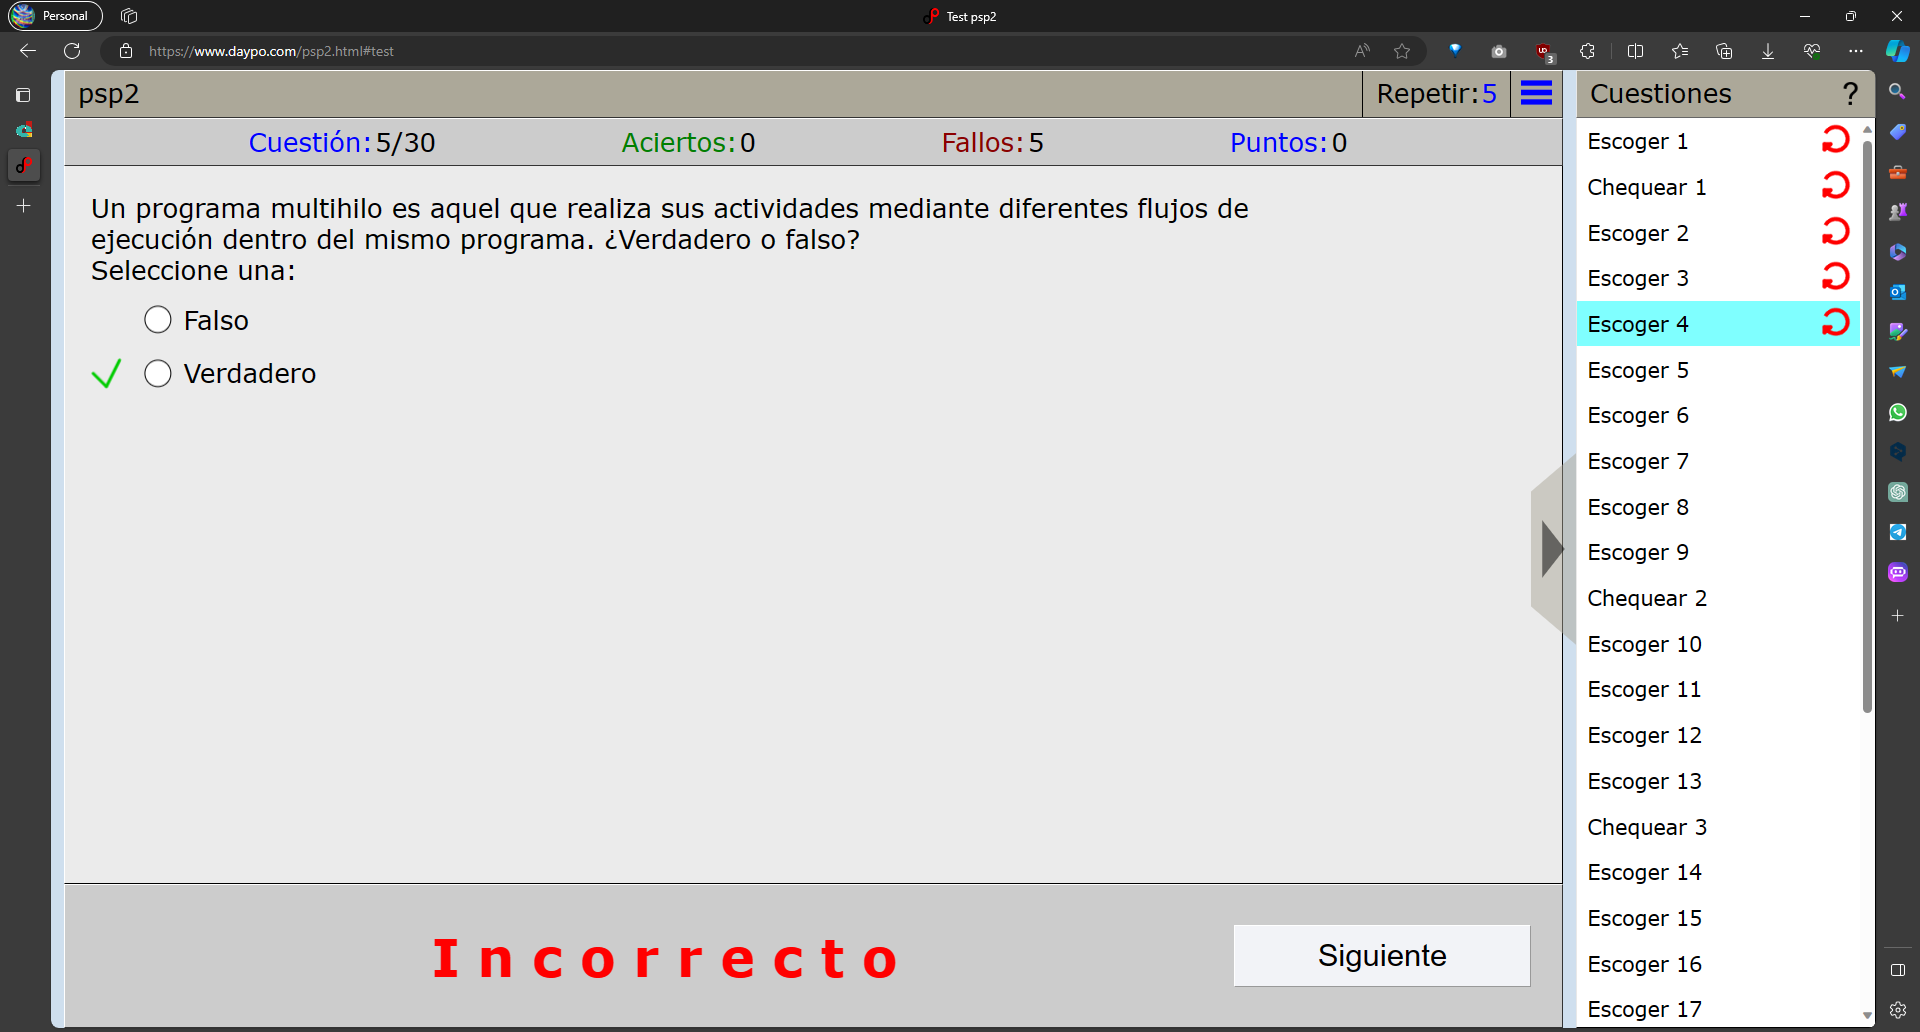 Personal
Test psp2
https://www.daypo.com/psp2.html#test
3
psp2
Repetir:5
Cuestión:5/30
Aciertos:0
Fallos:5
Puntos:0
Un programa multihilo es aquel que realiza sus actividades mediante diferentes flujos de
ejecución dentro del mismo programa. ¿Verdadero o falso?
Seleccione una:
Falso
Verdadero
Incorrecto
Siguiente
Cuestiones
?
Escoger 1
Chequear 1
Escoger 2
Escoger 3
Escoger 4
Escoger 5
Escoger 6
Escoger 7
Escoger 8
Escoger 9
Chequear 2
Escoger 10
Escoger 11
Escoger 12
Escoger 13
Chequear 3
Escoger 14
Escoger 15
Escoger 16
Escoger 17